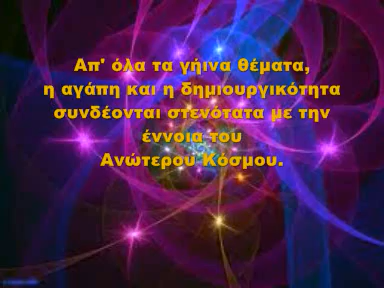 Απ' όλα τα γήινα θέματα,
η αγάπη και η δημιουργικότητα
συνδέονται στενότατα με την
έννοια του
Ανώτερου Κόσμου.